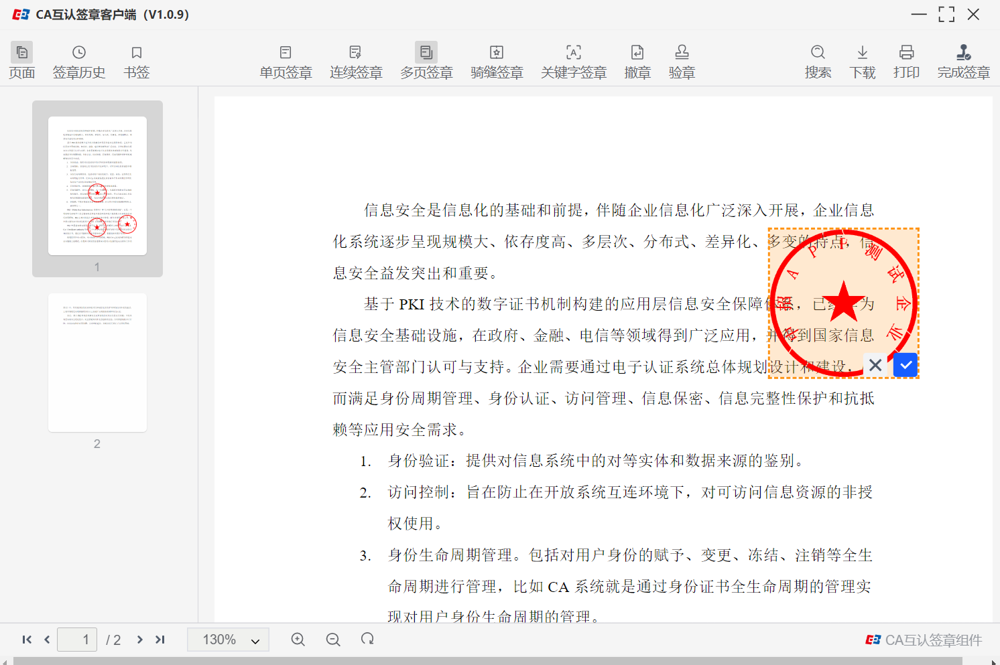 CA互认签章客户端（V1.0.9）
页面 签章历史 书签 单页签章 连续签章 多页签章 骑缝签章 关键字签章 撤章 验章 搜索 下载 打印 完成签章
1
2
信息安全是信息化的基础和前提，伴随企业信息化广泛深入开展，企业信息
化系统逐步呈现规模大、依存度高、多层次、分布式、差异化、多变的特点，信
息安全益发突出和重要。
基于 PKI 技术的数字证书机制构建的应用层信息安全保障体系，已经成为
信息安全基础设施，在政府、金融、电信等领域得到广泛应用，并得到国家信息
安全主管部门认可与支持。企业需要通过电子认证系统总体规划设计和建设，
而满足身份周期管理、身份认证、访问管理、信息保密、信息完整性保护和抗抵
赖等应用安全需求。
1. 身份验证：提供对信息系统中的对等实体和数据来源的鉴别。
2. 访问控制：旨在防止在开放系统互连环境下，对可访问信息资源的非授
权使用。
3. 身份生命周期管理。包括对用户身份的赋予、变更、冻结、注销等全生
命周期进行管理，比如 CA 系统就是通过身份证书全生命周期的管理实
现对用户身份生命周期的管理。
APP测试企业
1 / 2 130% CA互认签章组件